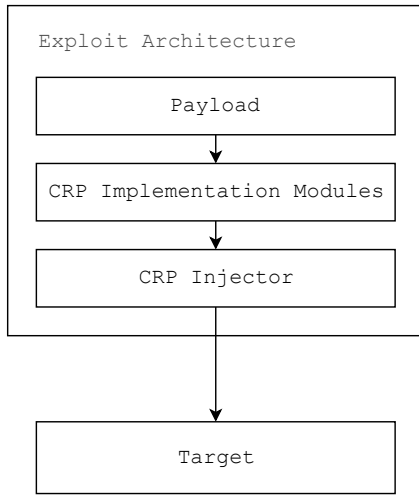 Exploit Architecture
Payload
CRP Implementation Modules
CRP Injector
Target